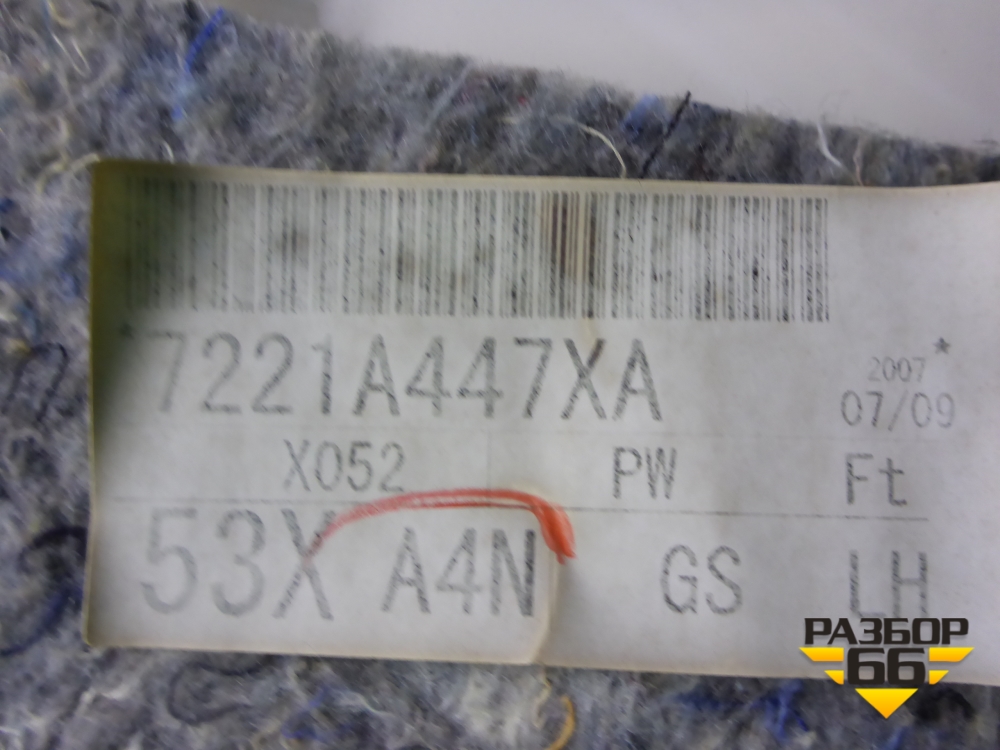 *7221A447XA *
2007
07/09
X052 PW Ft
53X A4N GS LH
РАЗБОР
66